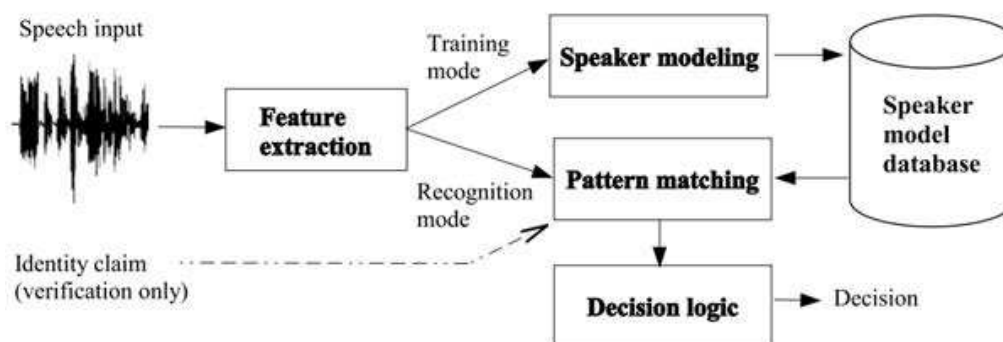 Speech input
Training
mode
Speaker modeling
Feature
extraction
Speaker
model
database
Recognition
mode
Pattern matching
Identity claim
(verification only)
Decision logic
Decision